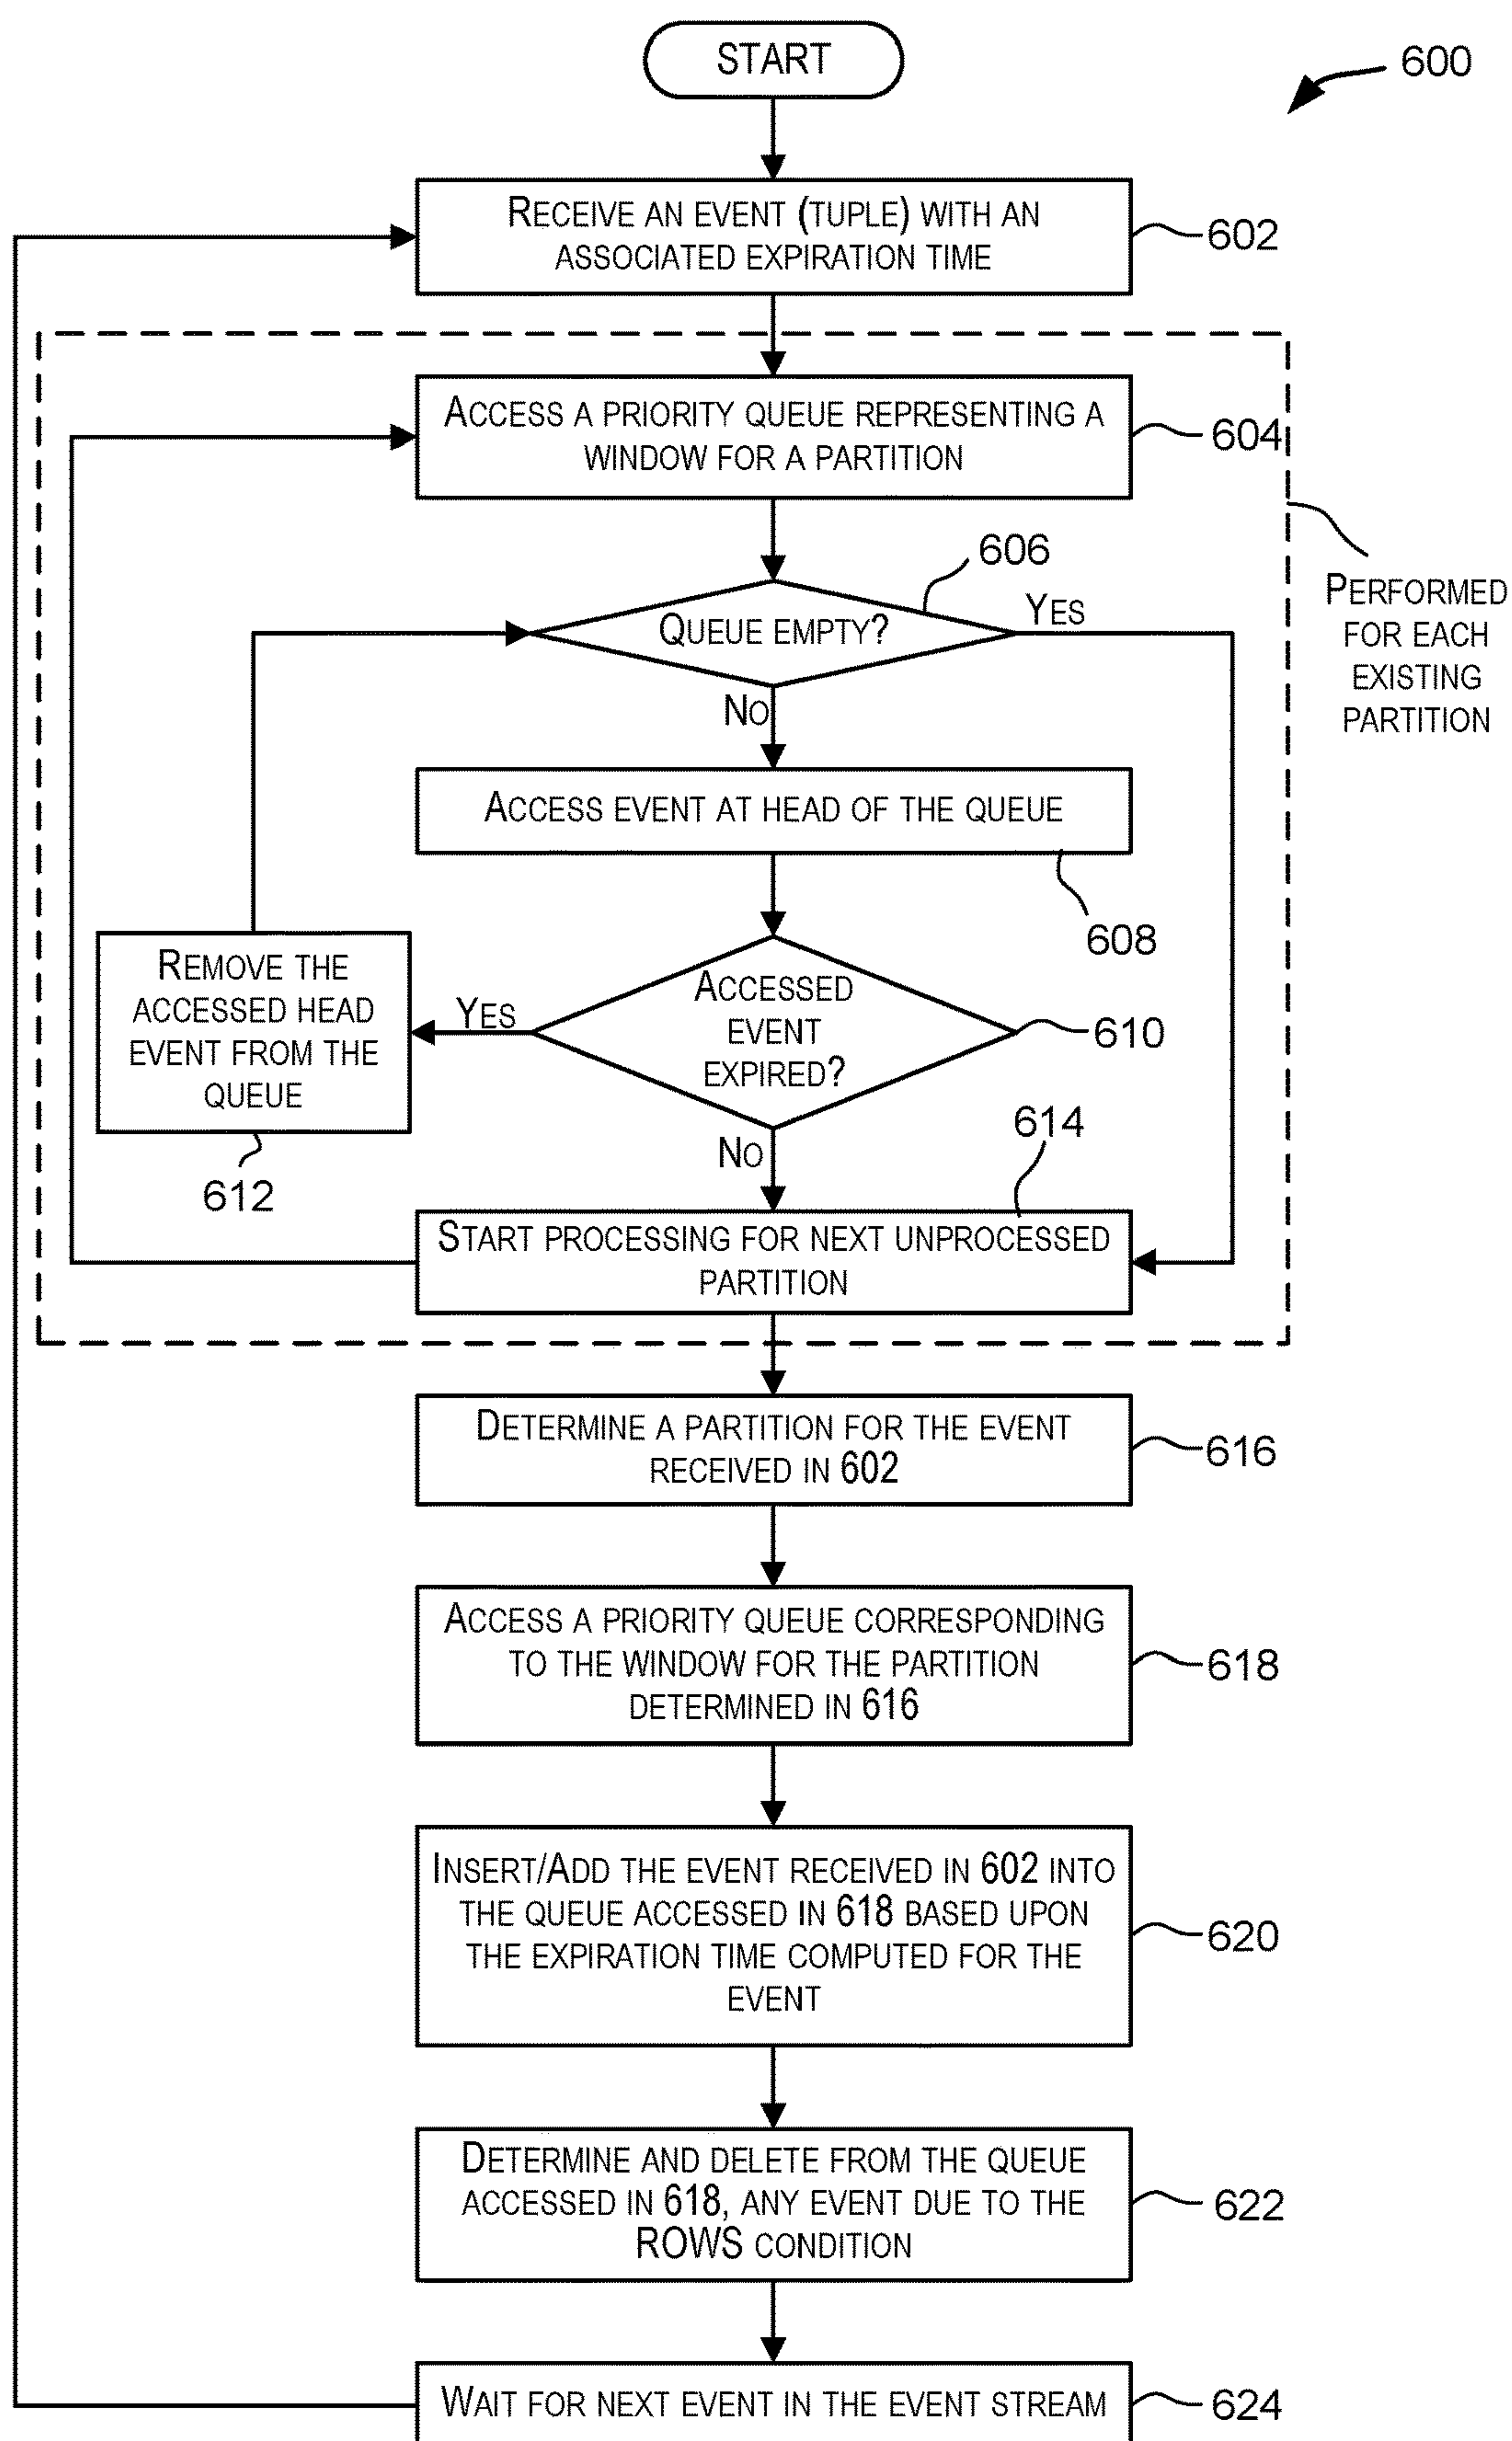 START
600
RECEIVE AN EVENT (TUPLE) WITH AN
ASSOCIATED EXPIRATION TIME
602
ACCESS A PRIORITY QUEUE REPRESENTING A
WINDOW FOR A PARTITION
604
606
QUEUE EMPTY?
YES
NO
PERFORMED
FOR EACH
EXISTING
PARTITION
ACCESS EVENT AT HEAD OF THE QUEUE
608
REMOVE THE
ACCESSED HEAD
EVENT FROM THE
QUEUE
612
YES
ACCESSED
EVENT
EXPIRED?
610
NO
614
START PROCESSING FOR NEXT UNPROCESSED
PARTITION
DETERMINE A PARTITION FOR THE EVENT
RECEIVED IN 602
616
ACCESS A PRIORITY QUEUE CORRESPONDING
TO THE WINDOW FOR THE PARTITION
DETERMINED IN 616
618
INSERT/ADD THE EVENT RECEIVED IN 602 INTO
THE QUEUE ACCESSED IN 618 BASED UPON
THE EXPIRATION TIME COMPUTED FOR THE
EVENT
620
DETERMINE AND DELETE FROM THE QUEUE
ACCESSED IN 618, ANY EVENT DUE TO THE
ROWS CONDITION
622
WAIT FOR NEXT EVENT IN THE EVENT STREAM
624